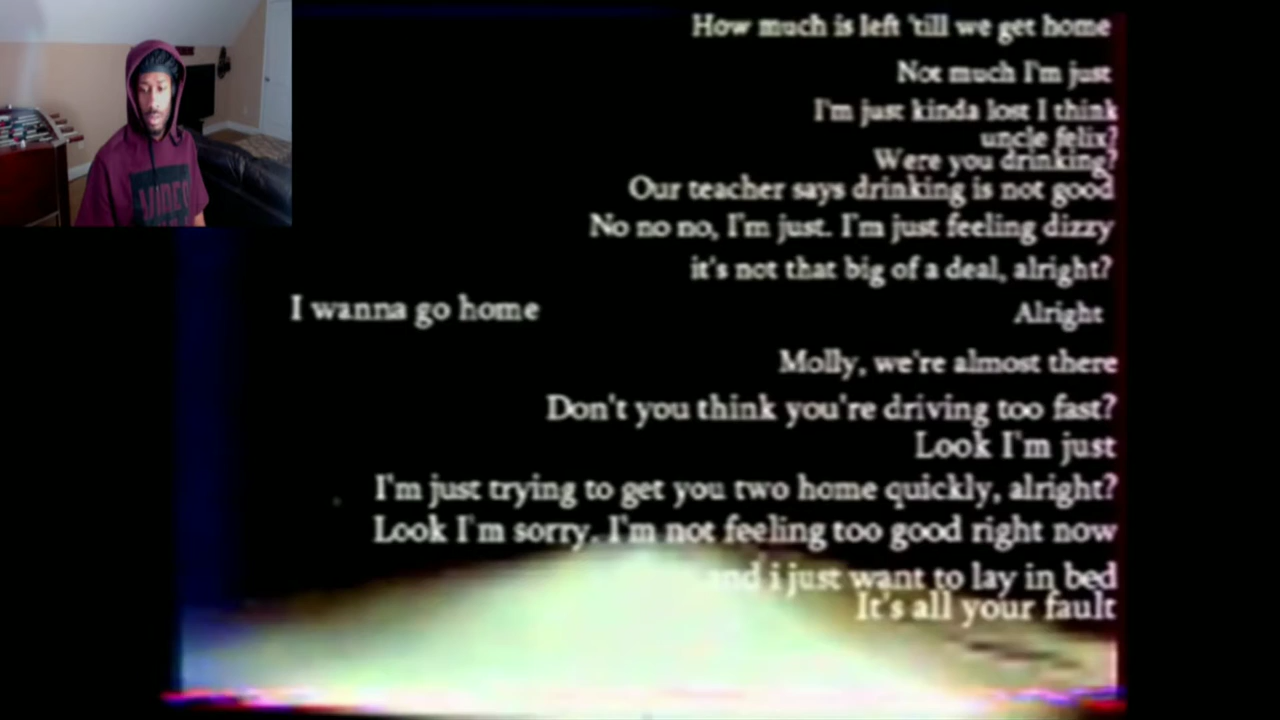 How much is left 'till we get home
Not much I'm just
I'm just kinda lost I think
uncle felix?
Were you drinking?
Our teacher says drinking is not good
No no no, I'm just. I'm just feeling dizzy
it's not that big of a deal, alright?
I wanna go home
Alright
Molly, we're almost there
Don't you think you're driving too fast?
Look I'm just
I'm just trying to get you two home quickly, alright?
Look I'm sorry. I'm not feeling too good right now
and i just want to lay in bed
It's all your fault